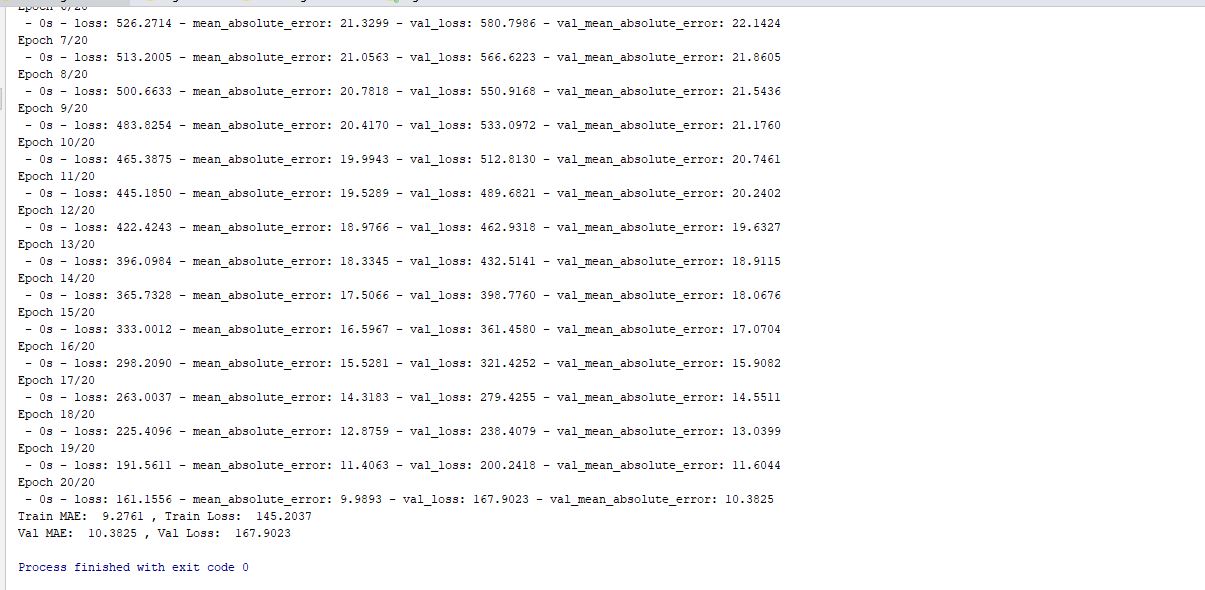 Epoch 6/20
 - 0s - loss: 526.2714 - mean_absolute_error: 21.3299 - val_loss: 580.7986 - val_mean_absolute_error: 22.1424
Epoch 7/20
 - 0s - loss: 513.2005 - mean_absolute_error: 21.0563 - val_loss: 566.6223 - val_mean_absolute_error: 21.8605
Epoch 8/20
 - 0s - loss: 500.6633 - mean_absolute_error: 20.7818 - val_loss: 550.9168 - val_mean_absolute_error: 21.5436
Epoch 9/20
 - 0s - loss: 483.8254 - mean_absolute_error: 20.4170 - val_loss: 533.0972 - val_mean_absolute_error: 21.1760
Epoch 10/20
 - 0s - loss: 465.3875 - mean_absolute_error: 19.9943 - val_loss: 512.8130 - val_mean_absolute_error: 20.7461
Epoch 11/20
 - 0s - loss: 445.1850 - mean_absolute_error: 19.5289 - val_loss: 489.6821 - val_mean_absolute_error: 20.2402
Epoch 12/20
 - 0s - loss: 422.4243 - mean_absolute_error: 18.9766 - val_loss: 462.9318 - val_mean_absolute_error: 19.6327
Epoch 13/20
 - 0s - loss: 396.0984 - mean_absolute_error: 18.3345 - val_loss: 432.5141 - val_mean_absolute_error: 18.9115
Epoch 14/20
 - 0s - loss: 365.7328 - mean_absolute_error: 17.5066 - val_loss: 398.7760 - val_mean_absolute_error: 18.0676
Epoch 15/20
 - 0s - loss: 333.0012 - mean_absolute_error: 16.5967 - val_loss: 361.4580 - val_mean_absolute_error: 17.0704
Epoch 16/20
 - 0s - loss: 298.2090 - mean_absolute_error: 15.5281 - val_loss: 321.4252 - val_mean_absolute_error: 15.9082
Epoch 17/20
 - 0s - loss: 263.0037 - mean_absolute_error: 14.3183 - val_loss: 279.4255 - val_mean_absolute_error: 14.5511
Epoch 18/20
 - 0s - loss: 225.4096 - mean_absolute_error: 12.8759 - val_loss: 238.4079 - val_mean_absolute_error: 13.0399
Epoch 19/20
 - 0s - loss: 191.5611 - mean_absolute_error: 11.4063 - val_loss: 200.2418 - val_mean_absolute_error: 11.6044
Epoch 20/20
 - 0s - loss: 161.1556 - mean_absolute_error: 9.9893 - val_loss: 167.9023 - val_mean_absolute_error: 10.3825
Train MAE:  9.2761 , Train Loss:  145.2037
Val MAE:  10.3825 , Val Loss:  167.9023
Process finished with exit code 0